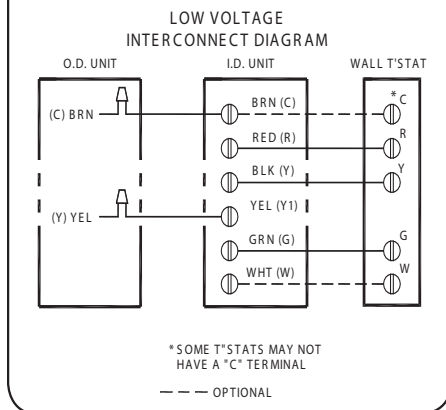 LOW VOLTAGE
INTERCONNECT DIAGRAM
O.D. UNIT
I.D. UNIT
WALL T'STAT
(C) BRN
BRN (C)
* C
RED (R)
R
BLK (Y)
Y
(Y) YEL
YEL (Y1)
GRN (G)
G
WHT (W)
W
* SOME T"STATS MAY NOT
HAVE A "C" TERMINAL
OPTIONAL